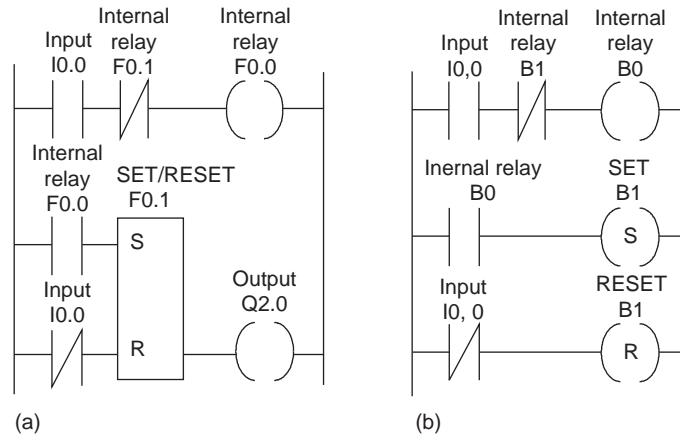 Internal
relay
F0.1
Internal
relay
F0.0
Input
I0.0
Internal
relay
F0.0
SET/RESET
F0.1
S
Input
I0.0
R
Output
Q2.0
(a)
Internal
relay
B1
Internal
relay
B0
Input
I0,0
Inernal relay
B0
SET
B1
S
Input
I0, 0
RESET
B1
R
(b)